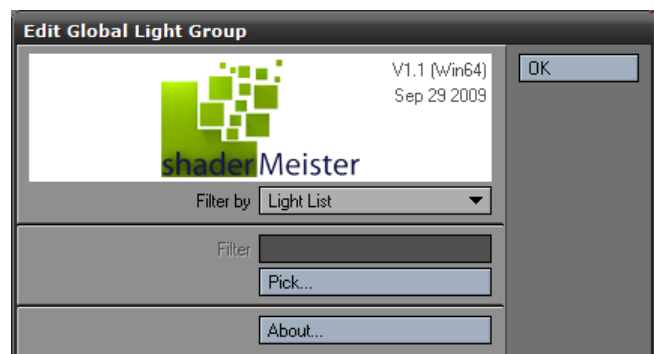 Edit Global Light Group
V1.1 (Win64)
Sep 29 2009
OK
shaderMeister
Filter by Light List
Filter
Pick...
About...